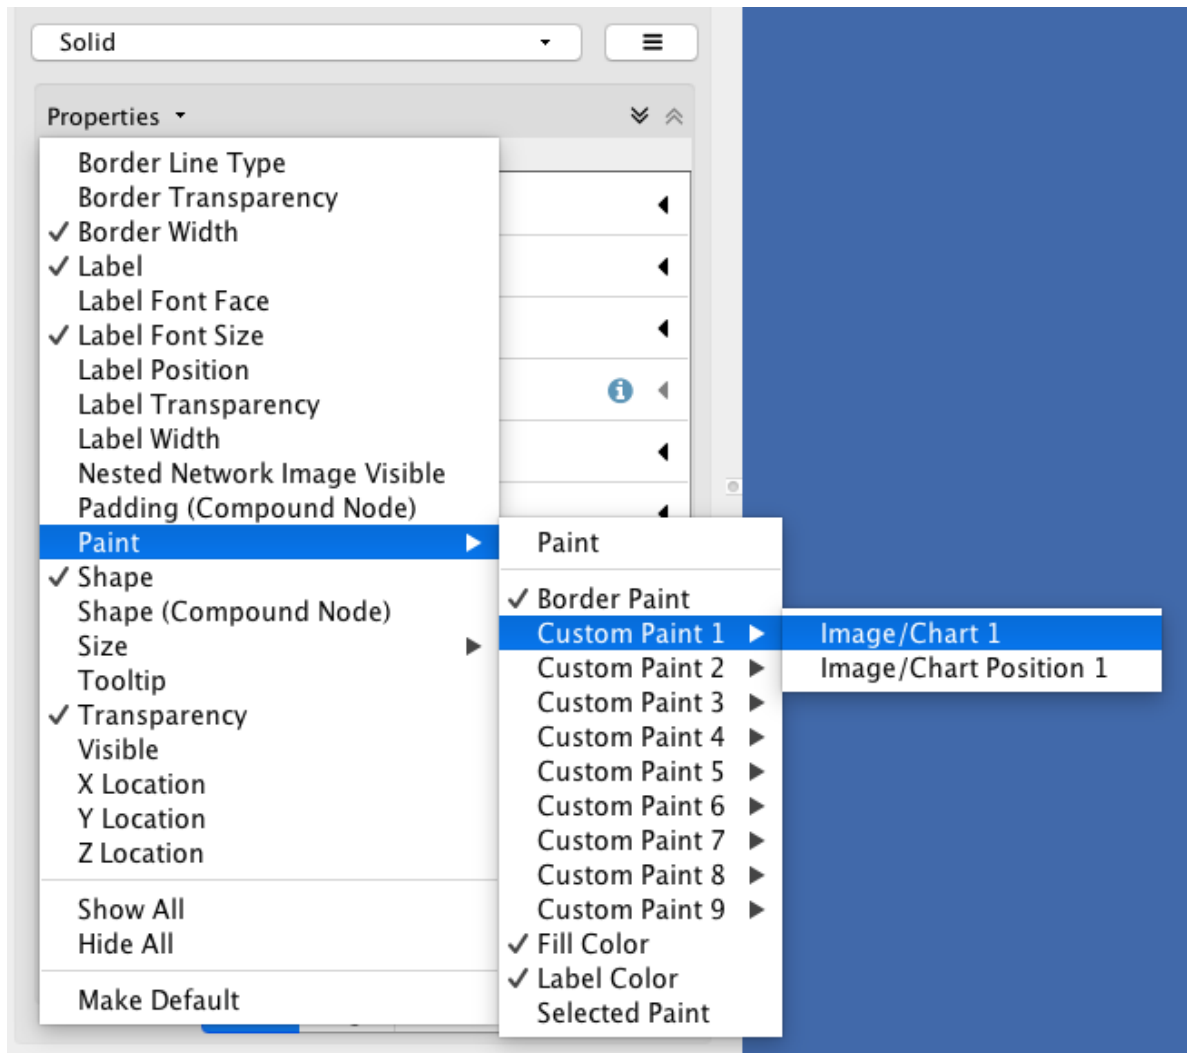 Solid
Properties
Border Line Type
Border Transparency
Border Width
Label
Label Font Face
Label Font Size
Label Position
Label Transparency
Label Width
Nested Network Image Visible
Padding (Compound Node)
Paint
Shape
Shape (Compound Node)
Size
Tooltip
Transparency
Visible
X Location
Y Location
Z Location
Show All
Hide All
Make Default
Paint
Border Paint
Custom Paint 1
Custom Paint 2
Custom Paint 3
Custom Paint 4
Custom Paint 5
Custom Paint 6
Custom Paint 7
Custom Paint 8
Custom Paint 9
Fill Color
Label Color
Selected Paint
Image/Chart 1
Image/Chart Position 1